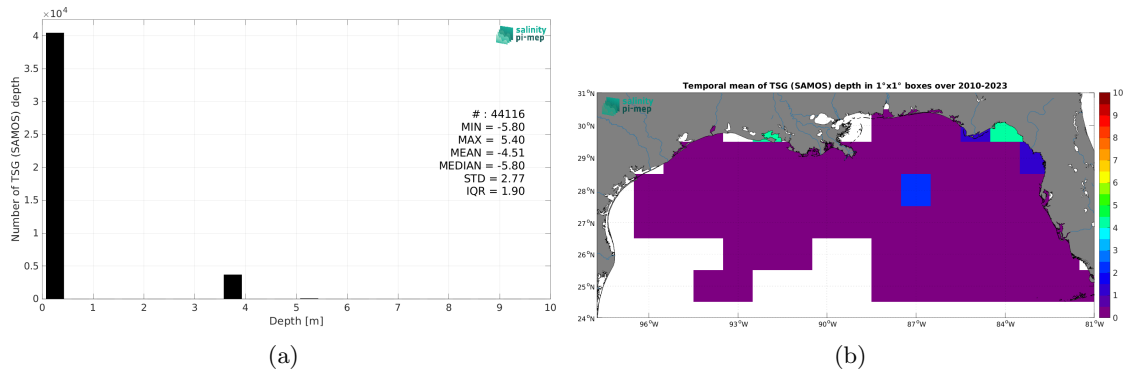 ×10⁴
4
3.5
3
2.5
2
1.5
1
0.5
0
Number of TSG (SAMOS) depth
salinity
pi-mep
# : 44116
MIN = -5.80
MAX = 5.40
MEAN = -4.51
MEDIAN = -5.80
STD = 2.77
IQR = 1.90
0 1 2 3 4 5 6 7 8 9 10
Depth [m]
(a)
Temporal mean of TSG (SAMOS) depth in 1°x1° boxes over 2010-2023
salinity
pi-mep
31°N
30°N
29°N
28°N
27°N
26°N
25°N
24°N
96°W 93°W 90°W 87°W 84°W 81°W
10
9
8
7
6
5
4
3
2
1
0
(b)